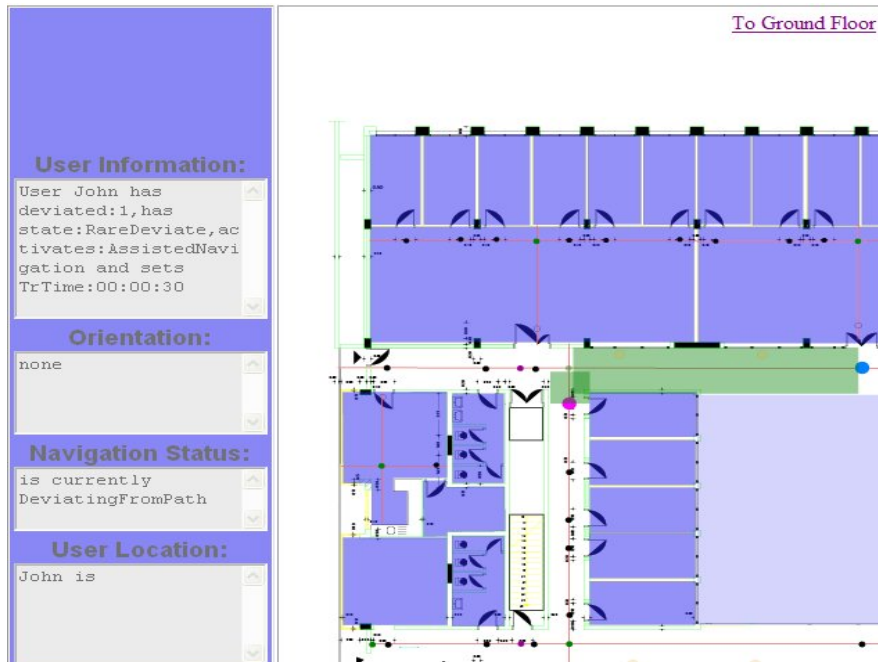 To Ground Floor
User Information:
User John has
deviated:1,has
state:RareDeviate,ac
tivates:AssistedNavi
gation and sets
TrTime:00:00:30
Orientation:
none
Navigation Status:
is currently
DeviatingFromPath
User Location:
John is